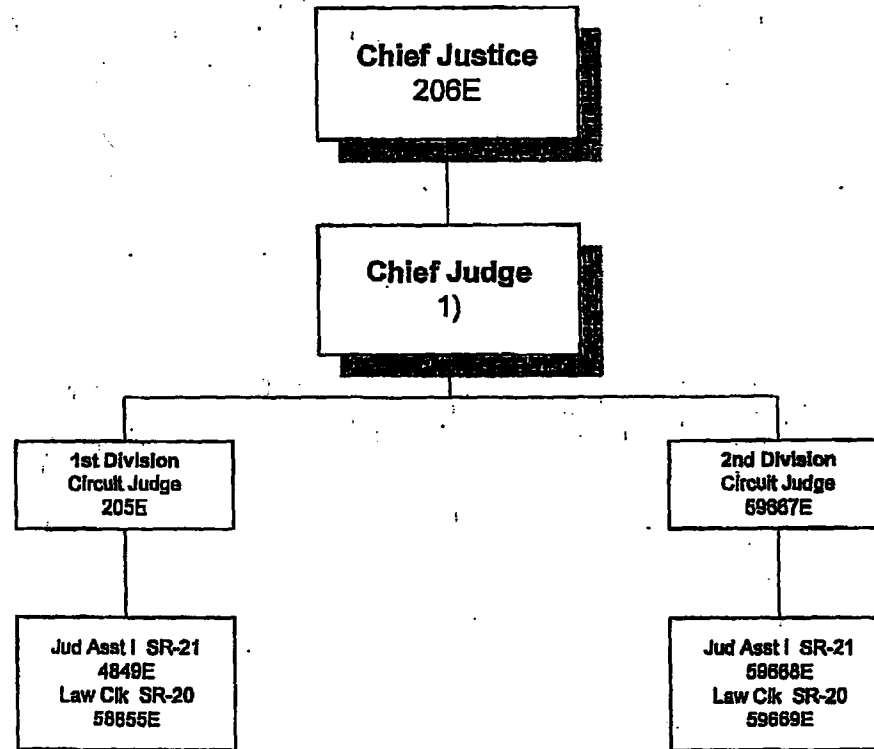 Chief Justice
206E
Chief Judge
1)
1st Division
Circuit Judge
205E
2nd Division
Circuit Judge
59667E
Jud Asst I SR-21
4849E
Law Clk SR-20
58855E
Jud Asst I SR-21
59668E
Law Clk SR-20
59669E